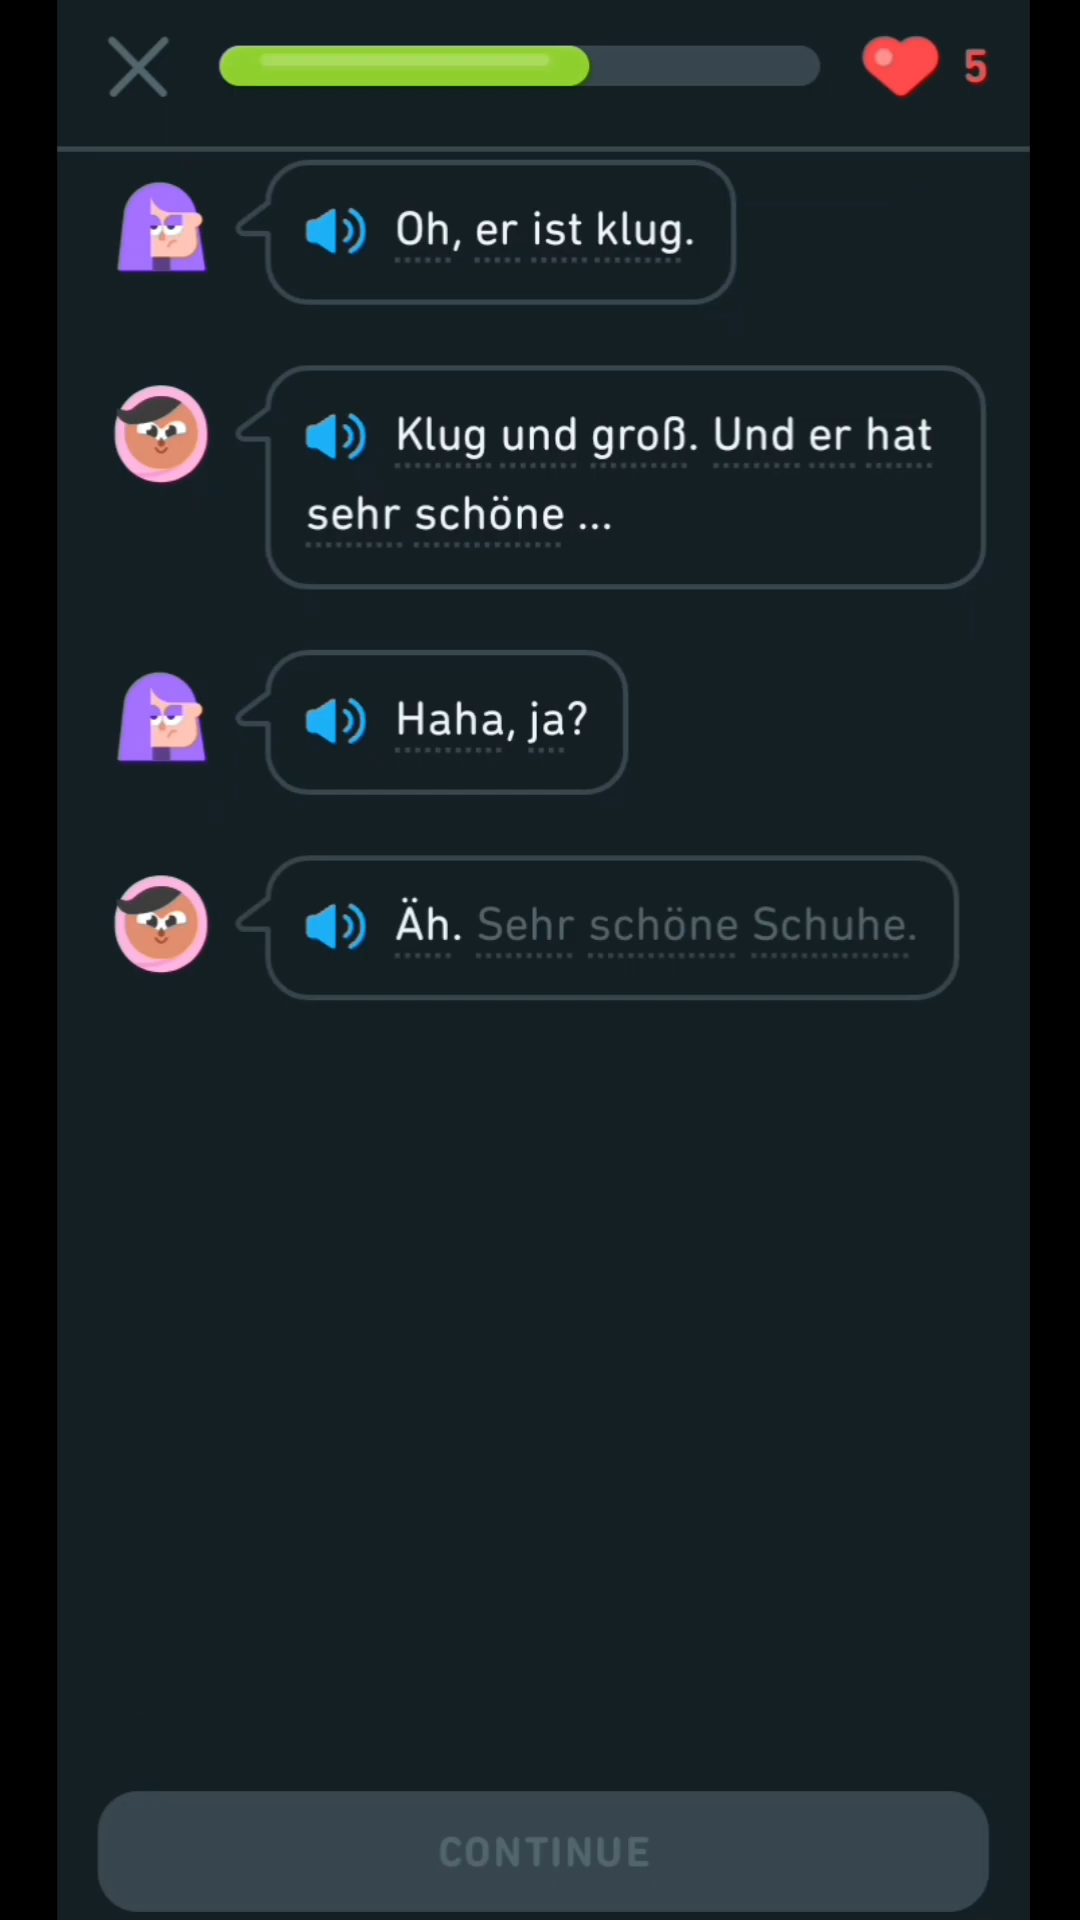 5
Oh, er ist klug.
Klug und groß. Und er hat
sehr schöne ...
Haha, ja?
Äh. Sehr schöne Schuhe.
CONTINUE